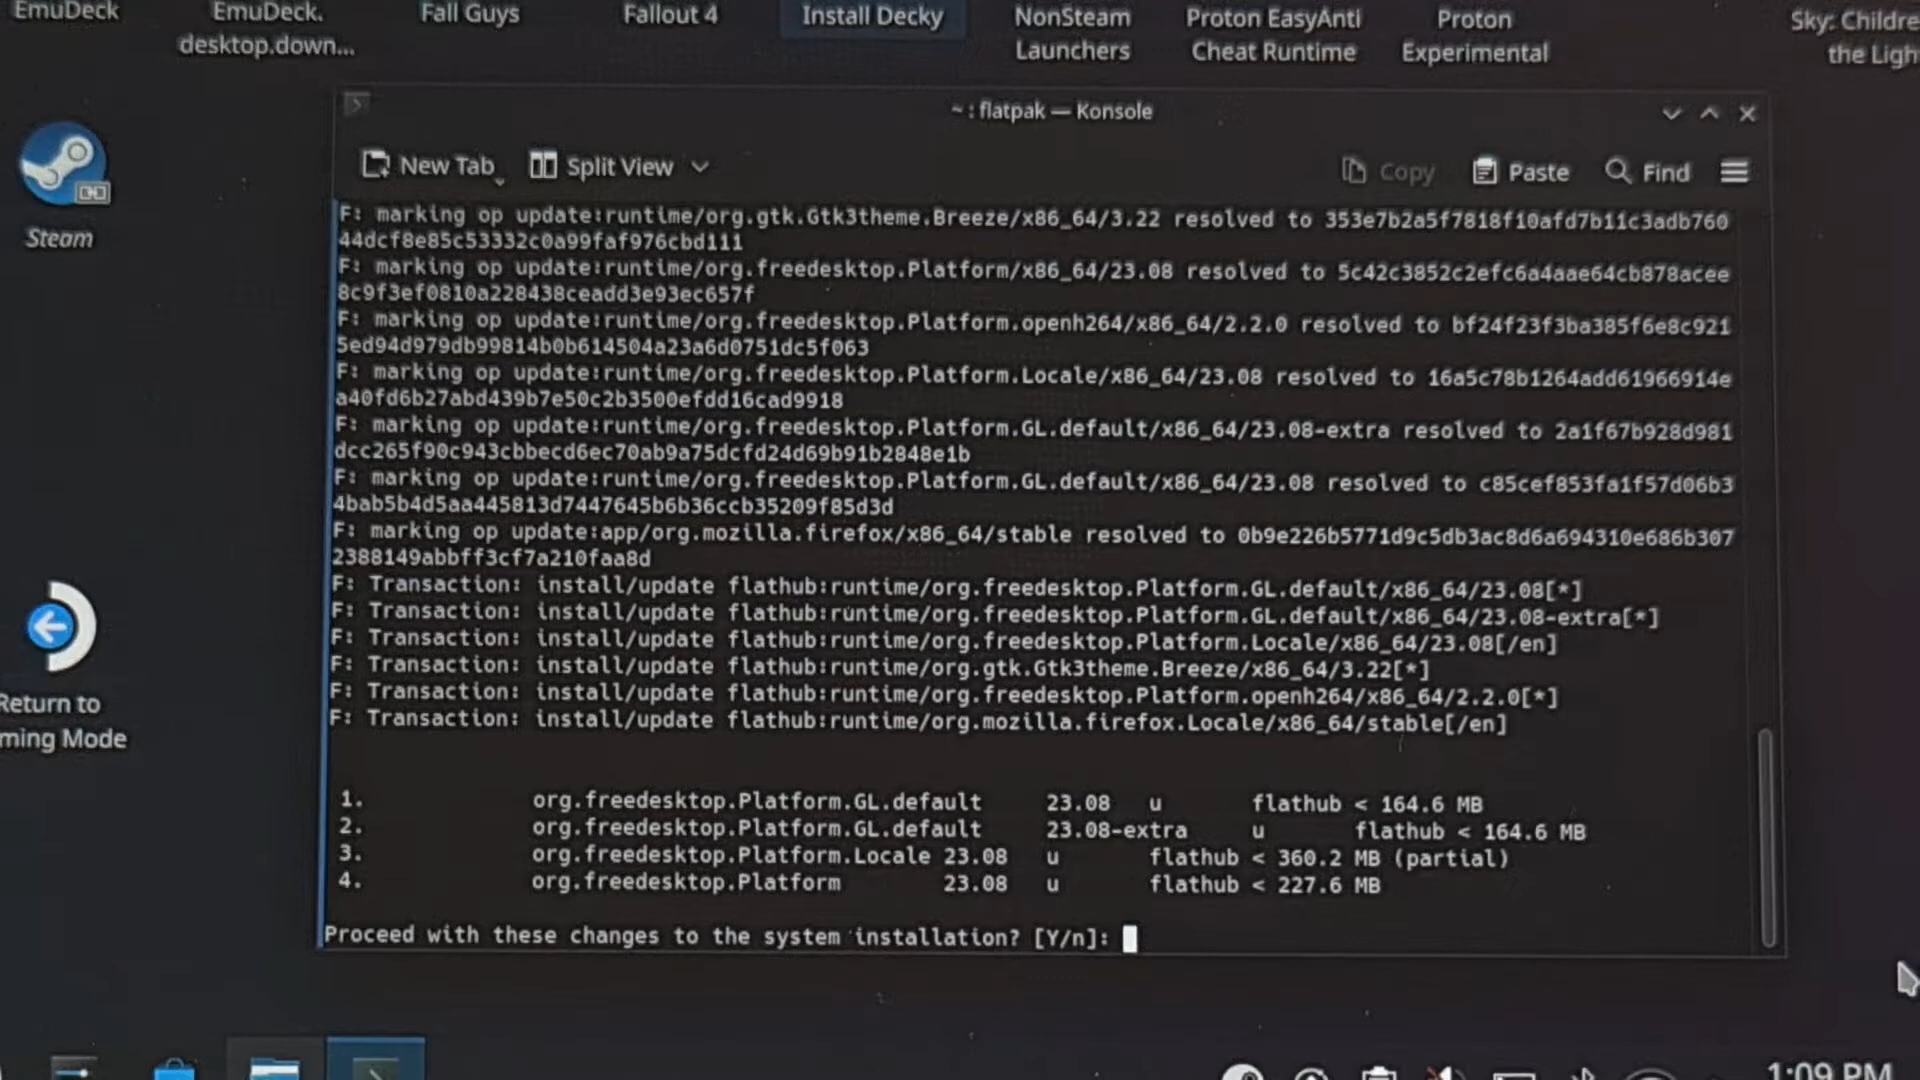 EmuDeck
EmuDeck.
desktop.down...
Fall Guys
Fallout 4
Install Decky
NonSteam
Launchers
Proton EasyAnti
Cheat Runtime
Proton
Experimental
Sky: Childre
the Ligh
~ : flatpak — Konsole
New Tab
Split View
Copy
Paste
Find
Steam
F: marking op update:runtime/org.gtk.Gtk3theme.Breeze/x86_64/3.22 resolved to 353e7b2a5f7818f10afd7b11c3adb760
44dcf8e85c53332c0a99faf976cbd111
F: marking op update:runtime/org.freedesktop.Platform/x86_64/23.08 resolved to 5c42c3852c2efc6a4aae64cb878acee
8c9f3ef0810a228438ceadd3e93ec657f
F: marking op update:runtime/org.freedesktop.Platform.openh264/x86_64/2.2.0 resolved to bf24f23f3ba385f6e8c921
5ed94d979db99814b0b614504a23a6d0751dc5f063
F: marking op update:runtime/org.freedesktop.Platform.Locale/x86_64/23.08 resolved to 16a5c78b1264add61966914e
a40fd6b27abd439b7e50c2b3500efdd16cad9918
F: marking op update:runtime/org.freedesktop.Platform.GL.default/x86_64/23.08-extra resolved to 2a1f67b928d981
dcc265f90c943cbbecd6ec70ab9a75dcfd24d69b91b2848e1b
F: marking op update:runtime/org.freedesktop.Platform.GL.default/x86_64/23.08 resolved to c85cef853fa1f57d06b3
4bab5b4d5aa445813d7447645b6b36ccb35209f85d3d
F: marking op update:app/org.mozilla.firefox/x86_64/stable resolved to 0b9e226b5771d9c5db3ac8d6a694310e686b307
2388149abbff3cf7a210faa8d
F: Transaction: install/update flathub:runtime/org.freedesktop.Platform.GL.default/x86_64/23.08[*]
F: Transaction: install/update flathub:runtime/org.freedesktop.Platform.GL.default/x86_64/23.08-extra[*]
F: Transaction: install/update flathub:runtime/org.freedesktop.Platform.Locale/x86_64/23.08[/en]
F: Transaction: install/update flathub:runtime/org.gtk.Gtk3theme.Breeze/x86_64/3.22[*]
F: Transaction: install/update flathub:runtime/org.freedesktop.Platform.openh264/x86_64/2.2.0[*]
F: Transaction: install/update flathub:runtime/org.mozilla.firefox.Locale/x86_64/stable[/en]
Return to
ming Mode
1. org.freedesktop.Platform.GL.default 23.08 u flathub < 164.6 MB
2. org.freedesktop.Platform.GL.default 23.08-extra u flathub < 164.6 MB
3. org.freedesktop.Platform.Locale 23.08 u flathub < 360.2 MB (partial)
4. org.freedesktop.Platform 23.08 u flathub < 227.6 MB
Proceed with these changes to the system installation? [Y/n]:
1:09 PM